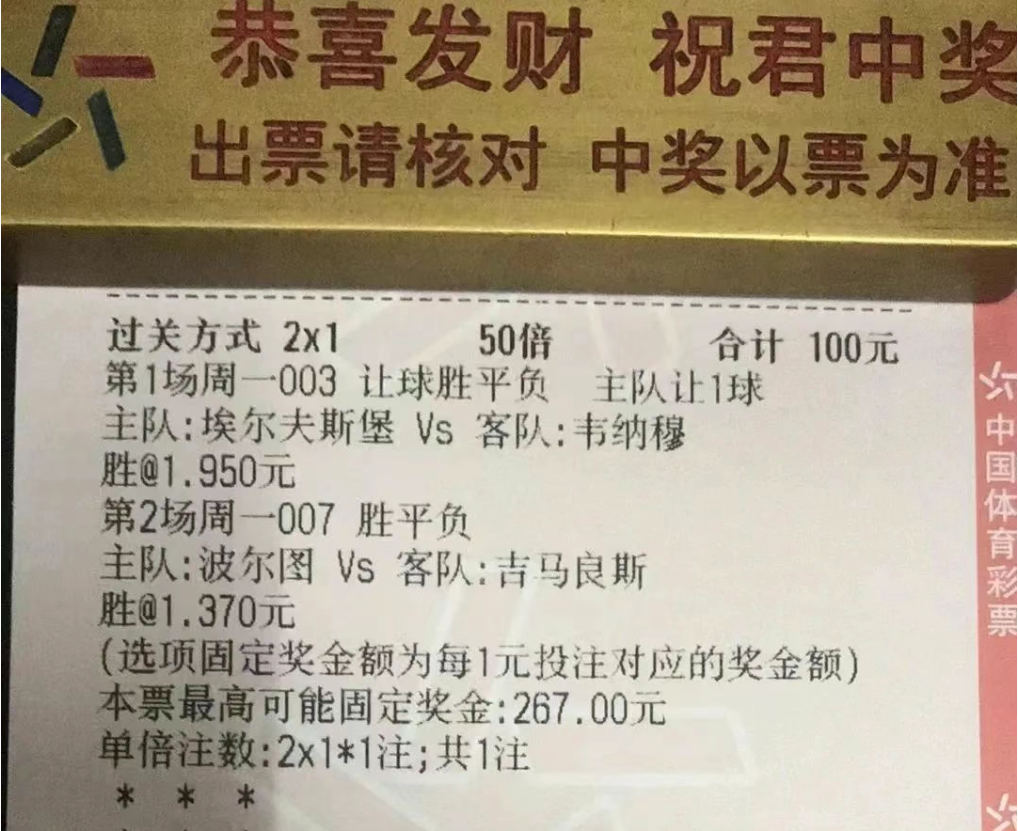 恭喜发财 祝君中奖
出票请核对 中奖以票为准
过关方式 2x1 50倍 合计 100元
第1场周一003 让球胜平负 主队让1球
主队:埃尔夫斯堡 Vs 客队:韦纳穆
胜@1.950元
第2场周一007 胜平负
主队:波尔图 Vs 客队:吉马良斯
胜@1.370元
(选项固定奖金额为每1元投注对应的奖金额)
本票最高可能固定奖金:267.00元
单倍注数:2x1*1注;共1注
* * *
中国体育彩票